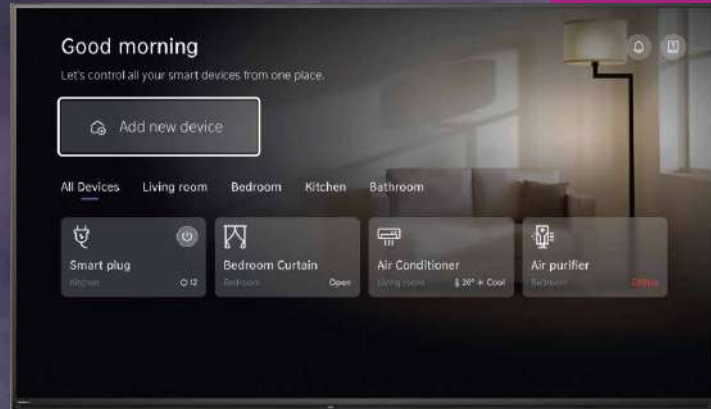 Good morning
Let's control all your smart devices from one place.
Add new device
All Devices Living room Bedroom Kitchen Bathroom
Smart plug
Kitchen
Bedroom Curtain
Bedroom Open
Air Conditioner
Living room 26° Cool
Air purifier
Bedroom Offline